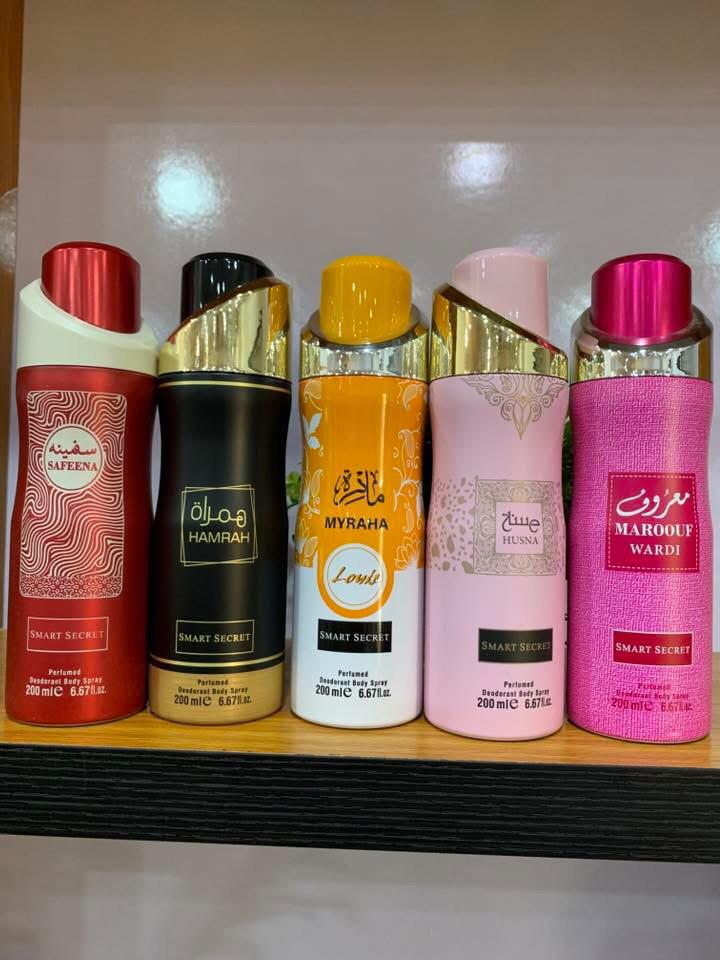 سفينه
SAFEENA
SMART SECRET
Perfumed
Deodorant Body Spray
200 ml℮ 6.67fl.oz.
همراة
HAMRAH
SMART SECRET
Perfumed
Deodorant Body Spray
200 ml℮ 6.67fl.oz.
MYRAHA
Louis
SMART SECRET
Perfumed
Deodorant Body Spray
200 ml℮ 6.67fl.oz.
HUSNA
SMART SECRET
Perfumed
Deodorant Body Spray
200 ml℮ 6.67fl.oz.
معروف
MAROOUF
WARDI
SMART SECRET
Perfumed
Deodorant Body Spray
200 ml℮ 6.67fl.oz.